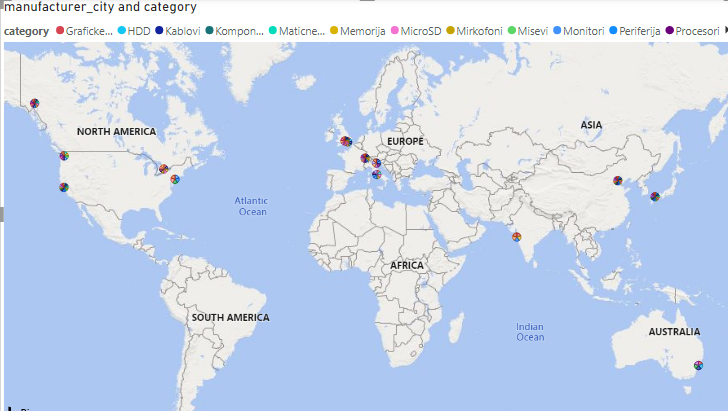 manufacturer_city and category
category Graficke... HDD Kablovi Kompon... Maticne... Memorija MicroSD Mirkofoni Misevi Monitori Periferija Procesori
NORTH AMERICA
EUROPE
ASIA
Atlantic
Ocean
AFRICA
SOUTH AMERICA
Indian
Ocean
AUSTRALIA